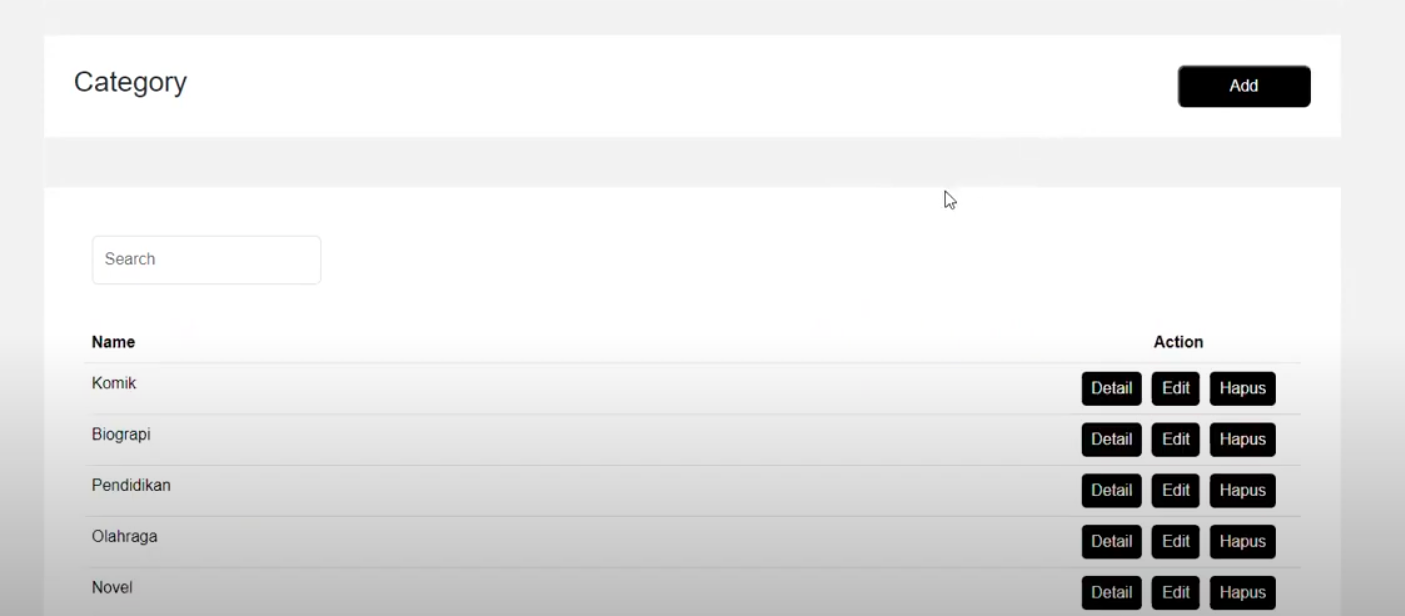 Category
Add
Search
Name Action
Komik Detail Edit Hapus
Biograpi Detail Edit Hapus
Pendidikan Detail Edit Hapus
Olahraga Detail Edit Hapus
Novel Detail Edit Hapus